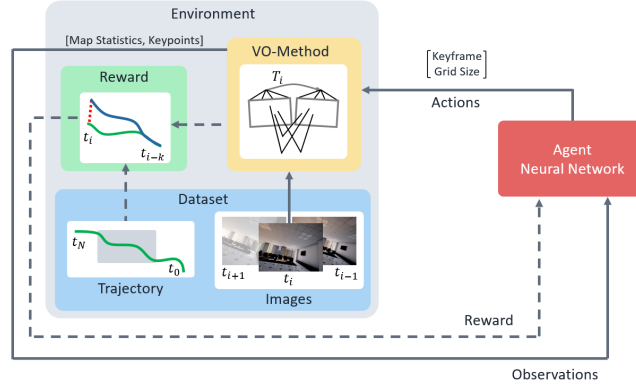 Environment
[Map Statistics, Keypoints]
VO-Method
T_i
Reward
t_i
t_{i-k}
Keyframe
Grid Size
Actions
Agent
Neural Network
Dataset
t_N
t_0
Trajectory
t_{i+1}
t_i
t_{i-1}
Images
Reward
Observations